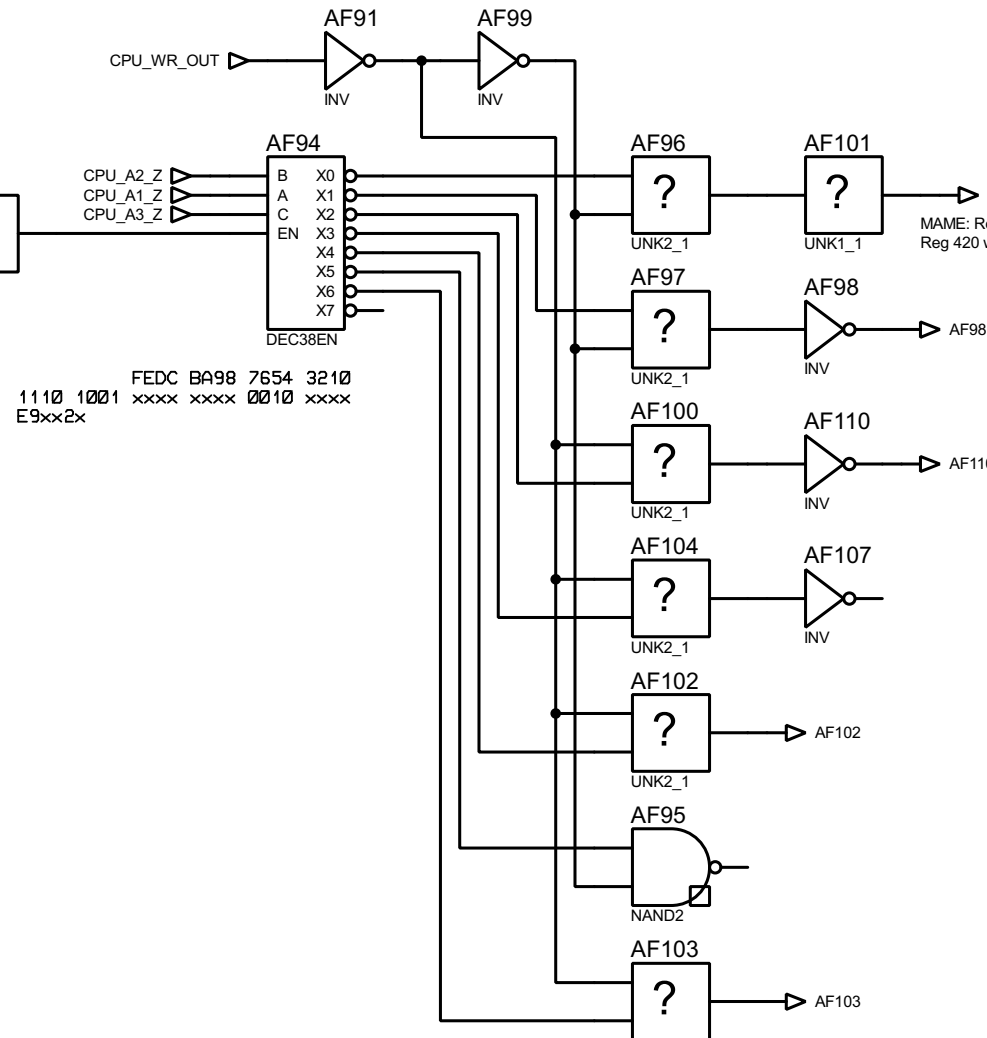 AF91
AF99
CPU_WR_OUT
INV
INV
AF94
AF96
AF101
CPU_A2_Z
B
X0
CPU_A1_Z
A
X1
CPU_A3_Z
C
X2
EN
X3
X4
X5
X6
X7
DEC38EN
?
?
UNK2_1
UNK1_1
MAME: Re
Reg 420 w
AF97
?
UNK2_1
AF98
INV
AF98
FEDC BA98 7654 3210
1110 1001 xxxx xxxx 0010 xxxx
E9xx2x
AF100
?
UNK2_1
AF110
INV
AF110
AF104
?
UNK2_1
AF107
INV
AF102
?
UNK2_1
AF102
AF95
NAND2
AF103
?
AF103